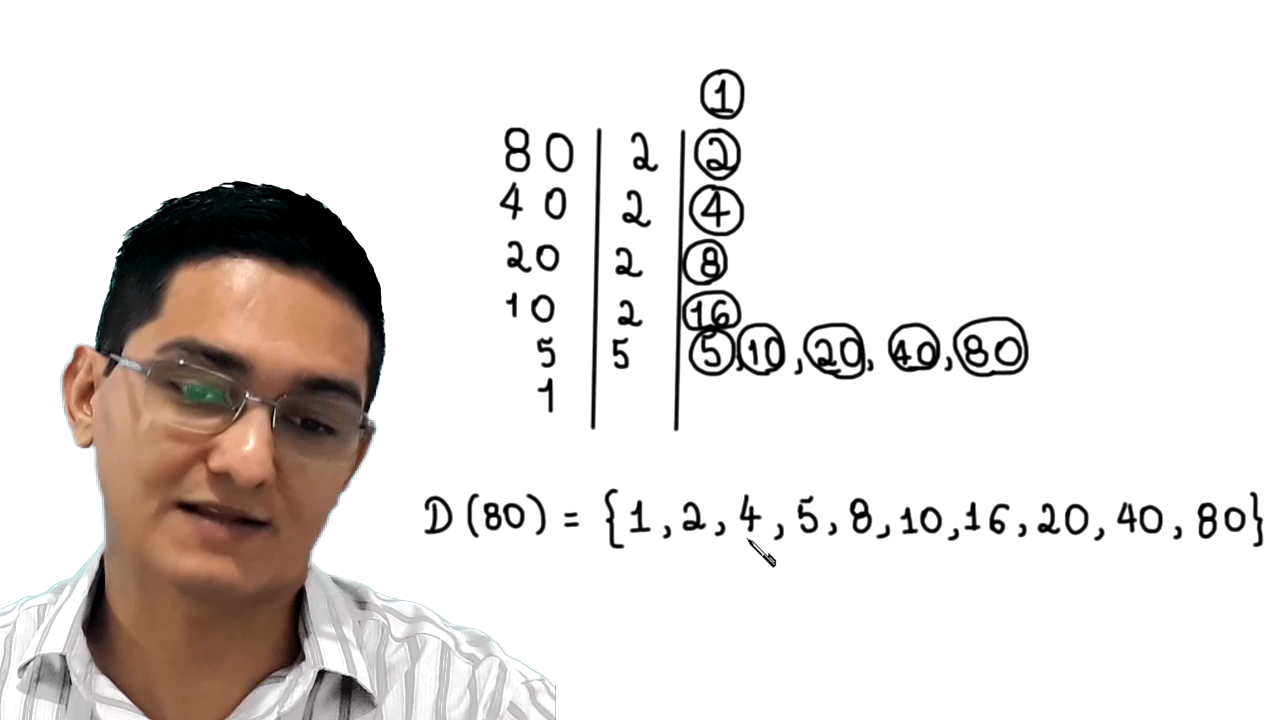 1
80 | 2 | 2
40 | 2 | 4
20 | 2 | 8
10 | 2 | 16
5 | 5 | 5, 10, 20, 40, 80
1
D(80) = {1, 2, 4, 5, 8, 10, 16, 20, 40, 80}